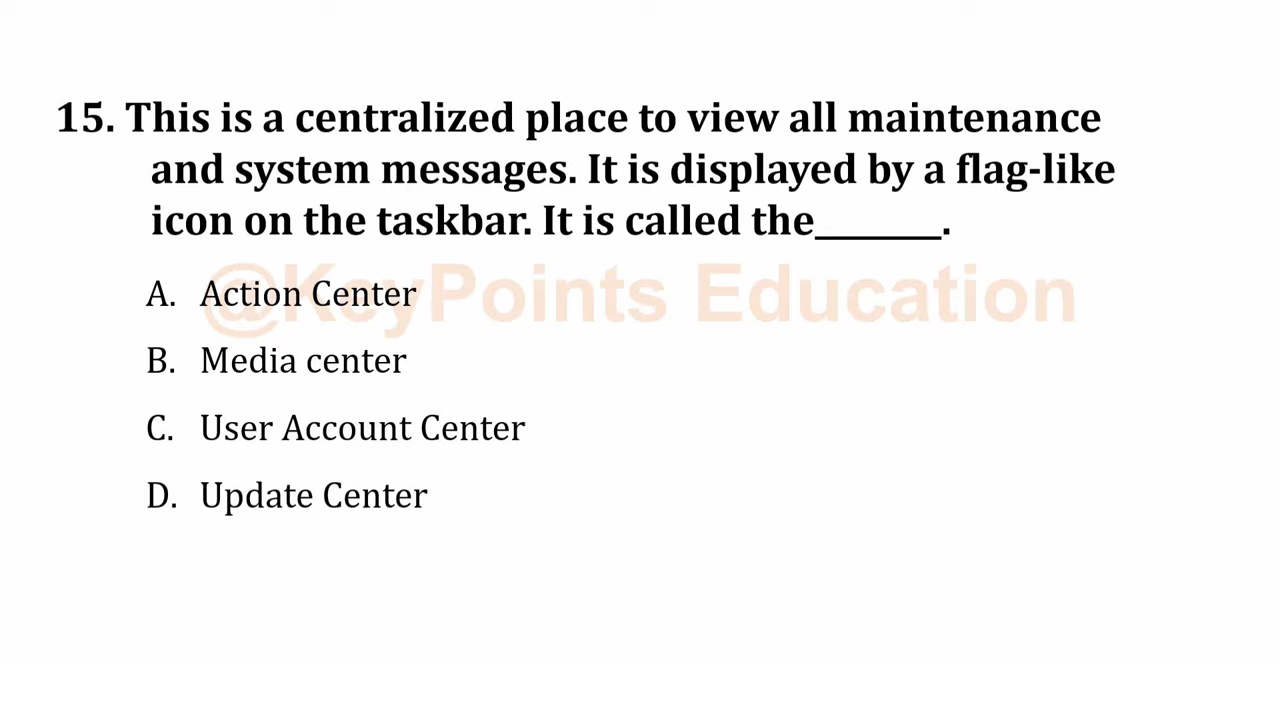 15. This is a centralized place to view all maintenance
and system messages. It is displayed by a flag-like
icon on the taskbar. It is called the________.
@KeyPoints Education
A. Action Center
B. Media center
C. User Account Center
D. Update Center